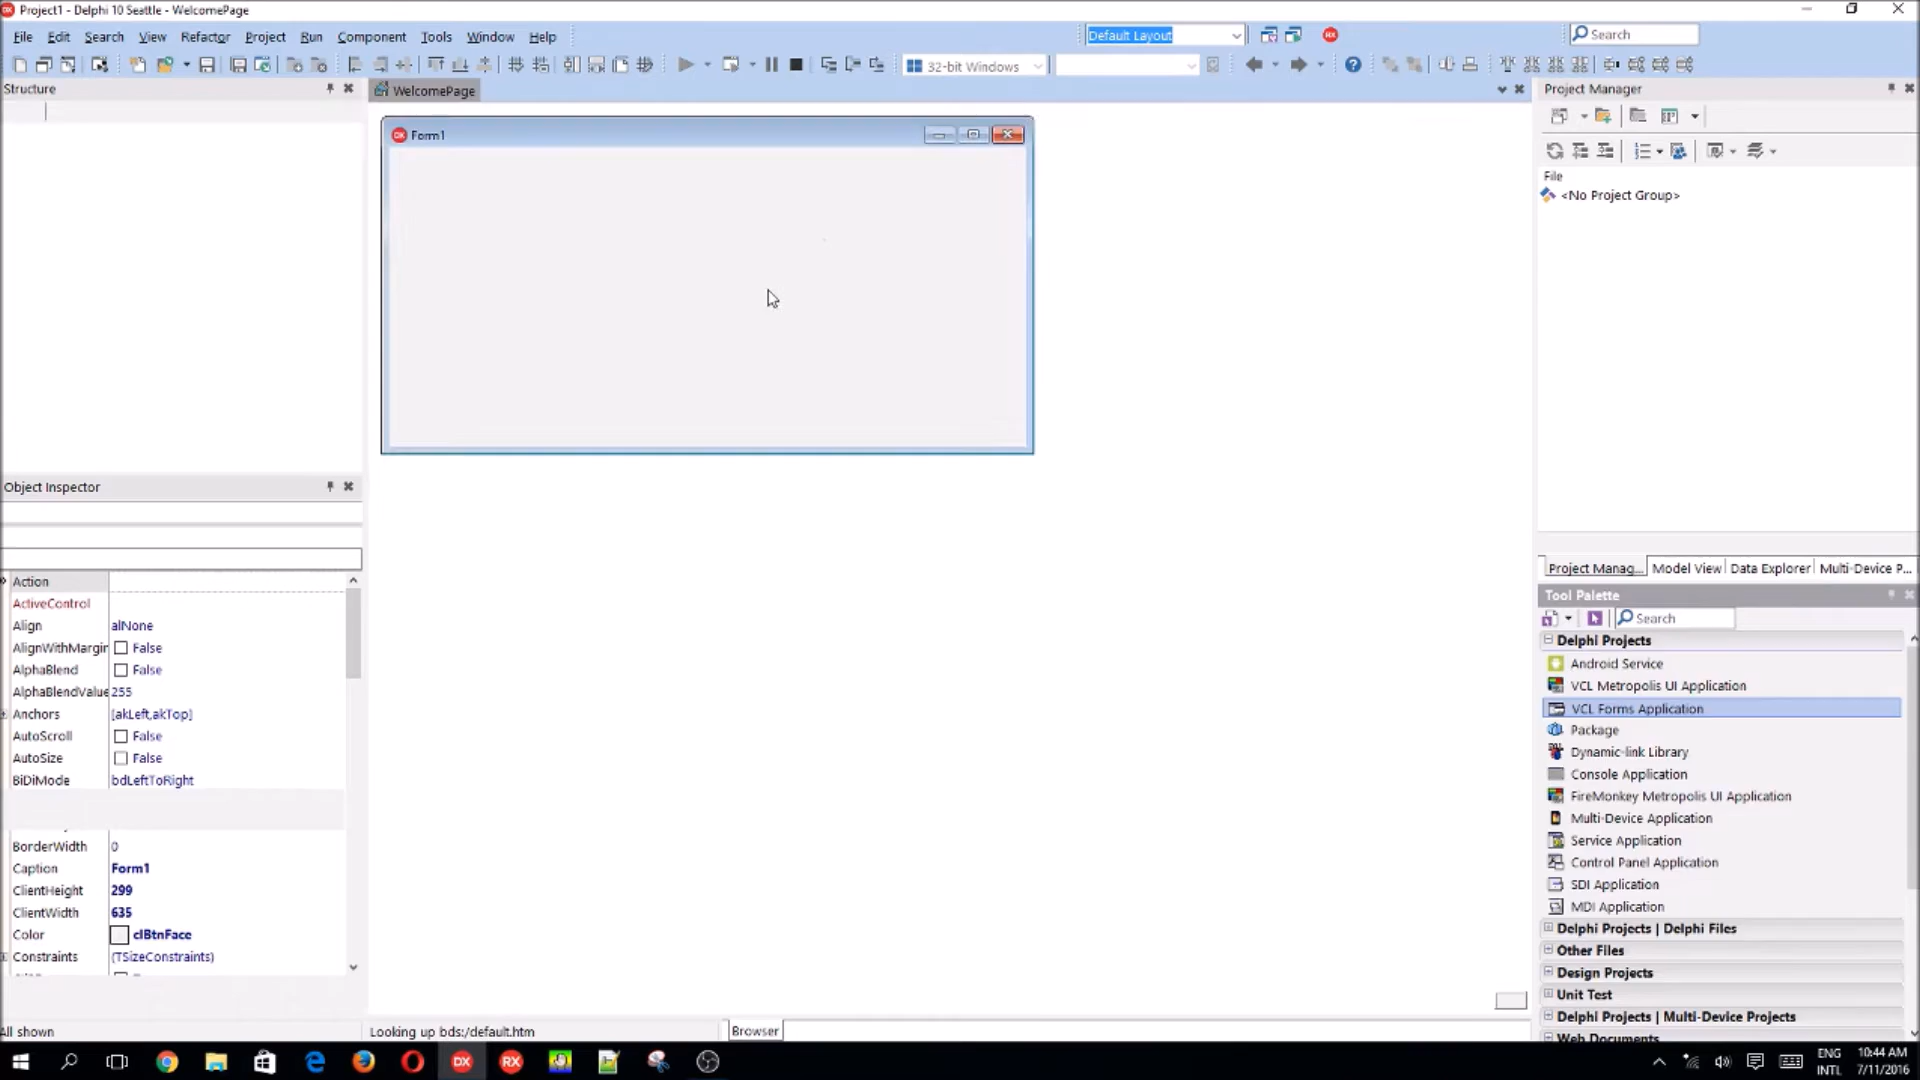 Project1 - Delphi 10 Seattle - WelcomePage
File Edit Search View Refactor Project Run Component Tools Window Help
Default Layout
Search
32-bit Windows
Structure
WelcomePage
Project Manager
Form1
File
<No Project Group>
Object Inspector
Action
ActiveControl
Align alNone
AlignWithMargin False
AlphaBlend False
AlphaBlendValue 255
Anchors [akLeft,akTop]
AutoScroll False
AutoSize False
BiDiMode bdLeftToRight
BorderWidth 0
Caption Form1
ClientHeight 299
ClientWidth 635
Color clBtnFace
Constraints (TSizeConstraints)
All shown
Looking up bds:/default.htm
Browser
Project Manag... Model View Data Explorer Multi-Device P...
Tool Palette
Search
Delphi Projects
Android Service
VCL Metropolis UI Application
VCL Forms Application
Package
Dynamic-link Library
Console Application
FireMonkey Metropolis UI Application
Multi-Device Application
Service Application
Control Panel Application
SDI Application
MDI Application
Delphi Projects | Delphi Files
Other Files
Design Projects
Unit Test
Delphi Projects | Multi-Device Projects
Web Documents
DX
RX
ENG
INTL
10:44 AM
7/11/2016